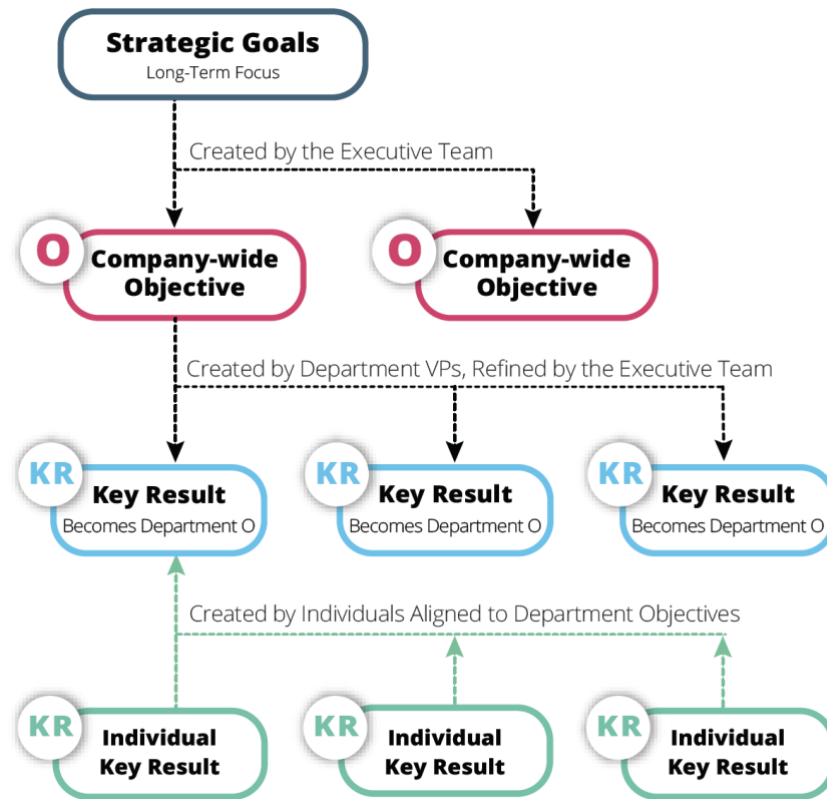 Strategic Goals
Long-Term Focus
Created by the Executive Team
O
Company-wide
Objective
O
Company-wide
Objective
Created by Department VPs, Refined by the Executive Team
KR
Key Result
Becomes Department O
KR
Key Result
Becomes Department O
KR
Key Result
Becomes Department O
Created by Individuals Aligned to Department Objectives
KR
Individual
Key Result
KR
Individual
Key Result
KR
Individual
Key Result